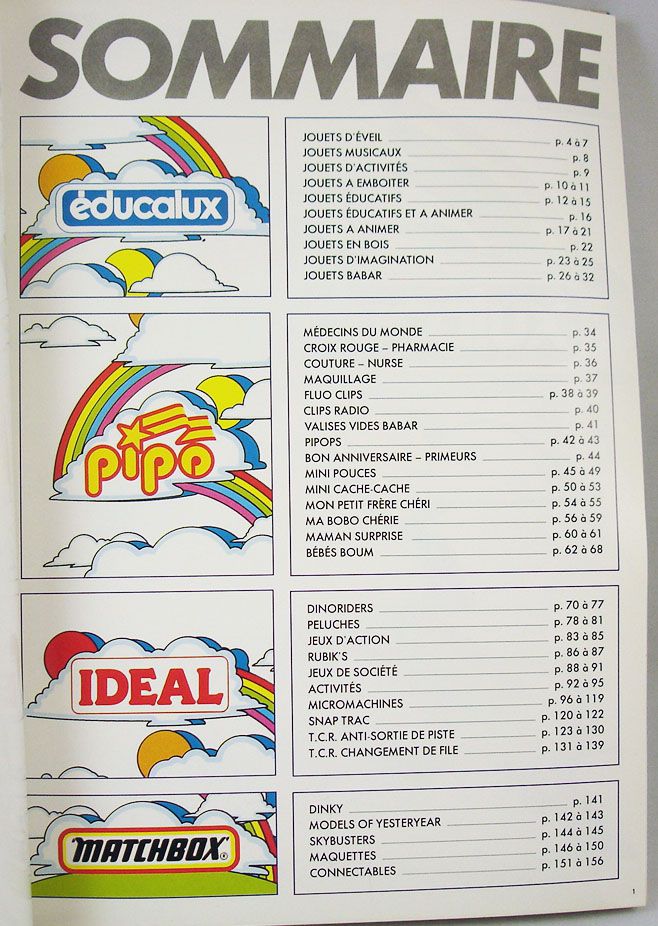 SOMMAIRE
éducalux
JOUETS D'ÉVEIL p. 4 à 7
JOUETS MUSICAUX p. 8
JOUETS D'ACTIVITÉS p. 9
JOUETS A EMBOITER p. 10 à 11
JOUETS ÉDUCATIFS p. 12 à 15
JOUETS ÉDUCATIFS ET A ANIMER p. 16
JOUETS A ANIMER p. 17 à 21
JOUETS EN BOIS p. 22
JOUETS D'IMAGINATION p. 23 à 25
JOUETS BABAR p. 26 à 32
pipo
MÉDECINS DU MONDE p. 34
CROIX ROUGE – PHARMACIE p. 35
COUTURE – NURSE p. 36
MAQUILLAGE p. 37
FLUO CLIPS p. 38 à 39
CLIPS RADIO p. 40
VALISES VIDES BABAR p. 41
PIPOPS p. 42 à 43
BON ANNIVERSAIRE – PRIMEURS p. 44
MINI POUCES p. 45 à 49
MINI CACHE-CACHE p. 50 à 53
MON PETIT FRÈRE CHÉRI p. 54 à 55
MA BOBO CHÉRIE p. 56 à 59
MAMAN SURPRISE p. 60 à 61
BÉBÉS BOUM p. 62 à 68
IDEAL
DINORIDERS p. 70 à 77
PELUCHES p. 78 à 81
JEUX D'ACTION p. 83 à 85
RUBIK'S p. 86 à 87
JEUX DE SOCIÉTÉ p. 88 à 91
ACTIVITÉS p. 92 à 95
MICROMACHINES p. 96 à 119
SNAP TRAC p. 120 à 122
T.C.R. ANTI-SORTIE DE PISTE p. 123 à 130
T.C.R. CHANGEMENT DE FILE p. 131 à 139
MATCHBOX®
DINKY p. 141
MODELS OF YESTERYEAR p. 142 à 143
SKYBUSTERS p. 144 à 145
MAQUETTES p. 146 à 150
CONNECTABLES p. 151 à 156
1